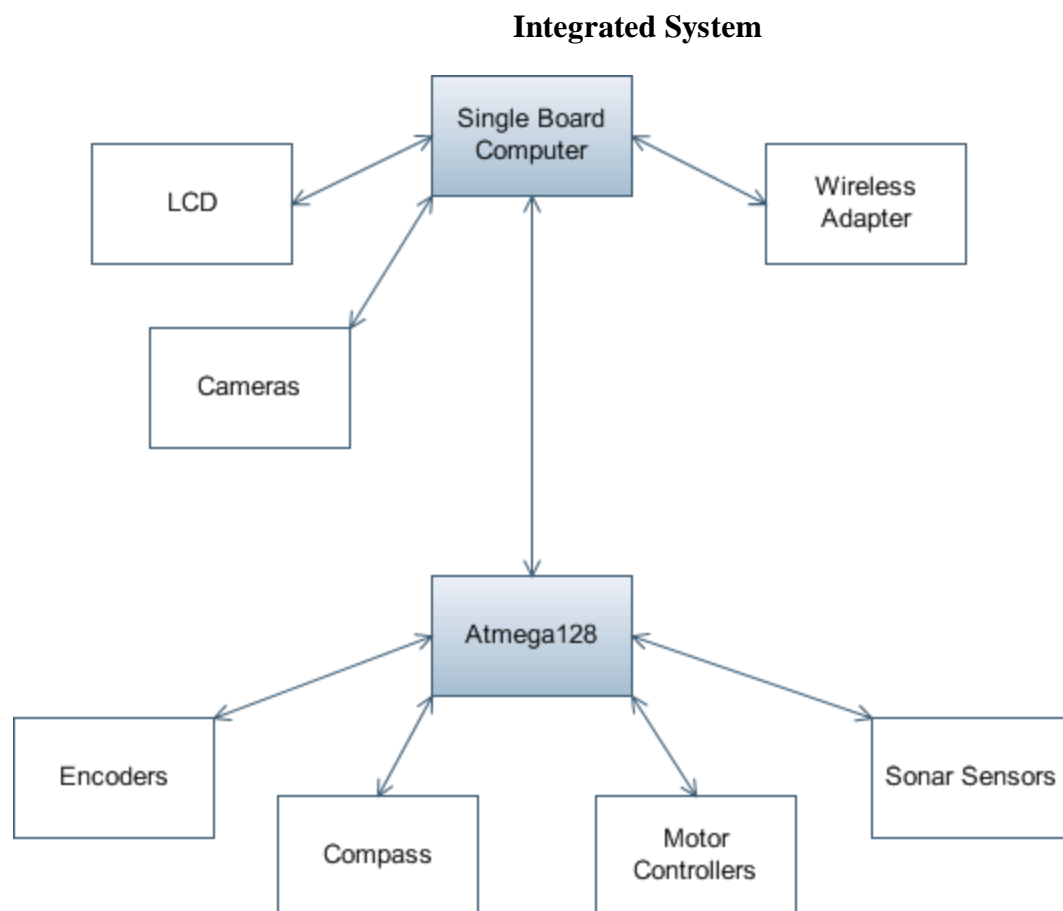 Integrated System
Single Board
Computer
LCD
Wireless
Adapter
Cameras
Atmega128
Encoders
Sonar Sensors
Compass
Motor
Controllers